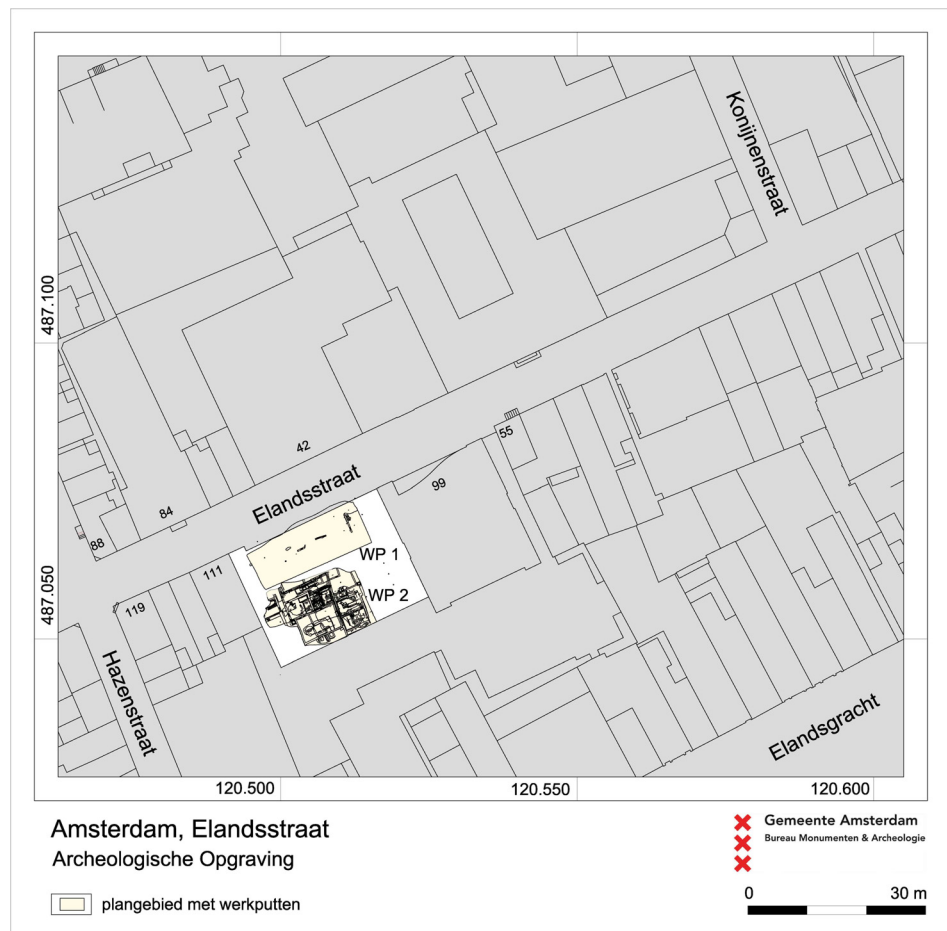 Konijnenstraat
487.100
42
55
Elandsstraat
99
84
88
WP 1
111
WP 2
487.050
119
Hazenstraat
Elandsgracht
120.500
120.550
120.600
Amsterdam, Elandsstraat
Archeologische Opgraving
plangebied met werkputten
Gemeente Amsterdam
Bureau Monumenten & Archeologie
0 30 m